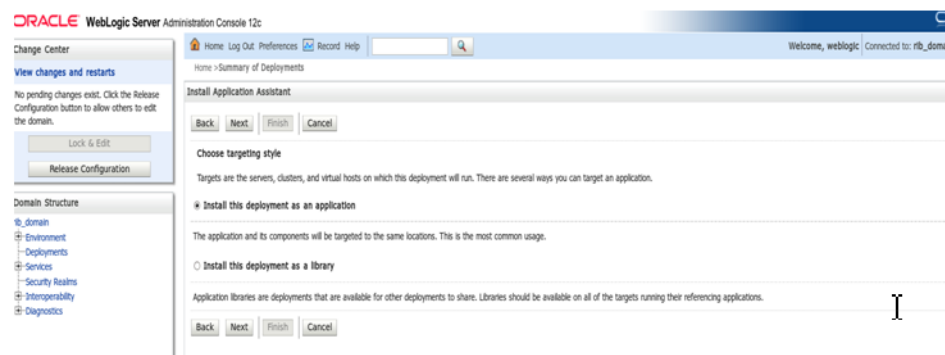 ORACLE WebLogic Server Administration Console 12c
Change Center
View changes and restarts
No pending changes exist. Click the Release
Configuration button to allow others to edit
the domain.
Lock & Edit
Release Configuration
Domain Structure
rib_domain
Environment
Deployments
Services
Security Realms
Interoperability
Diagnostics
Home Log Out Preferences Record Help
Welcome, weblogic Connected to: rib_doma
Home >Summary of Deployments
Install Application Assistant
Back Next Finish Cancel
Choose targeting style
Targets are the servers, clusters, and virtual hosts on which this deployment will run. There are several ways you can target an application.
Install this deployment as an application
The application and its components will be targeted to the same locations. This is the most common usage.
Install this deployment as a library
Application libraries are deployments that are available for other deployments to share. Libraries should be available on all of the targets running their referencing applications.
Back Next Finish Cancel